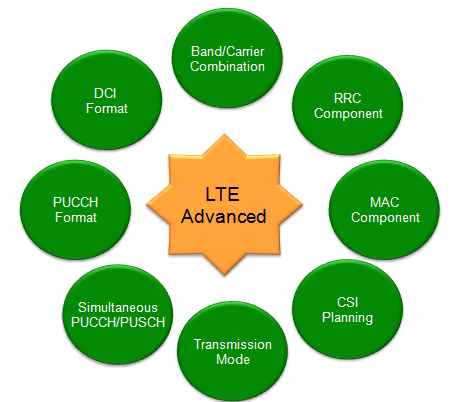 Band/Carrier
Combination
RRC
Component
MAC
Component
CSI
Planning
Transmission
Mode
Simultaneous
PUCCH/PUSCH
PUCCH
Format
DCI
Format
LTE
Advanced